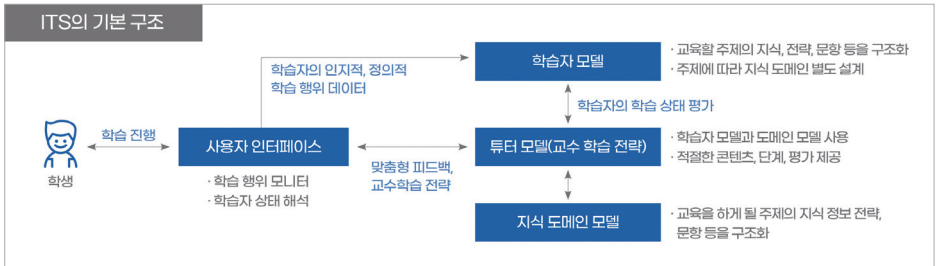 ITS의 기본 구조
학습자의 인지적, 정의적
학습 행위 데이터
학습자 모델
· 교육할 주제의 지식, 전략, 문항 등을 구조화
· 주제에 따라 지식 도메인 별도 설계
학습자의 학습 상태 평가
학생
학습 진행
사용자 인터페이스
· 학습 행위 모니터
· 학습자 상태 해석
맞춤형 피드백,
교수학습 전략
튜터 모델(교수 학습 전략)
· 학습자 모델과 도메인 모델 사용
· 적절한 콘텐츠, 단계, 평가 제공
지식 도메인 모델
· 교육을 하게 될 주제의 지식 정보 전략,
문항 등을 구조화